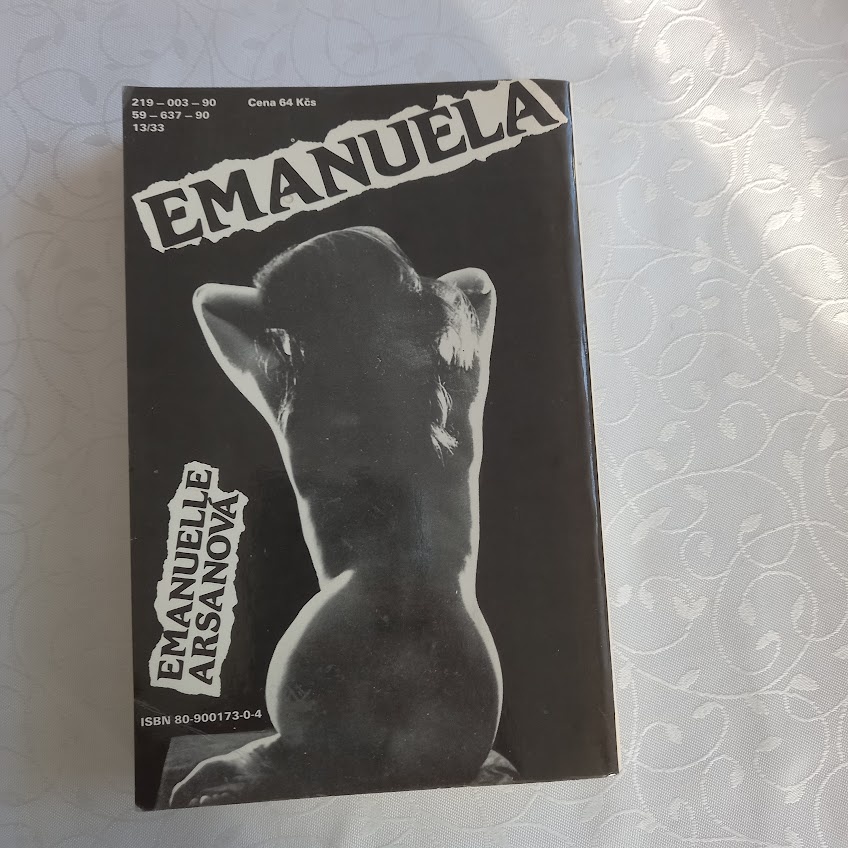 219 – 003 – 90
59 – 637 – 90
13/33
Cena 64 Kčs
EMANUELA
EMANUELLE
ARSANOVÁ
ISBN 80-900173-0-4